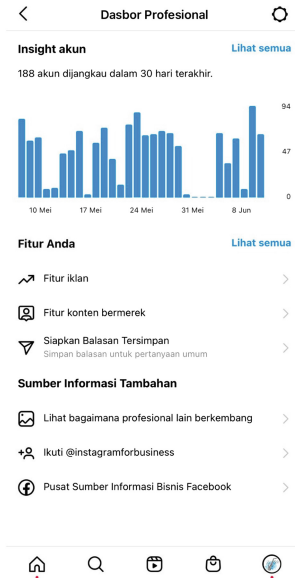 Dasbor Profesional
Insight akun
Lihat semua
188 akun dijangkau dalam 30 hari terakhir.
94
47
0
10 Mei
17 Mei
24 Mei
31 Mei
8 Jun
Fitur Anda
Lihat semua
Fitur iklan
Fitur konten bermerek
Siapkan Balasan Tersimpan
Simpan balasan untuk pertanyaan umum
Sumber Informasi Tambahan
Lihat bagaimana profesional lain berkembang
Ikuti @instagramforbusiness
Pusat Sumber Informasi Bisnis Facebook